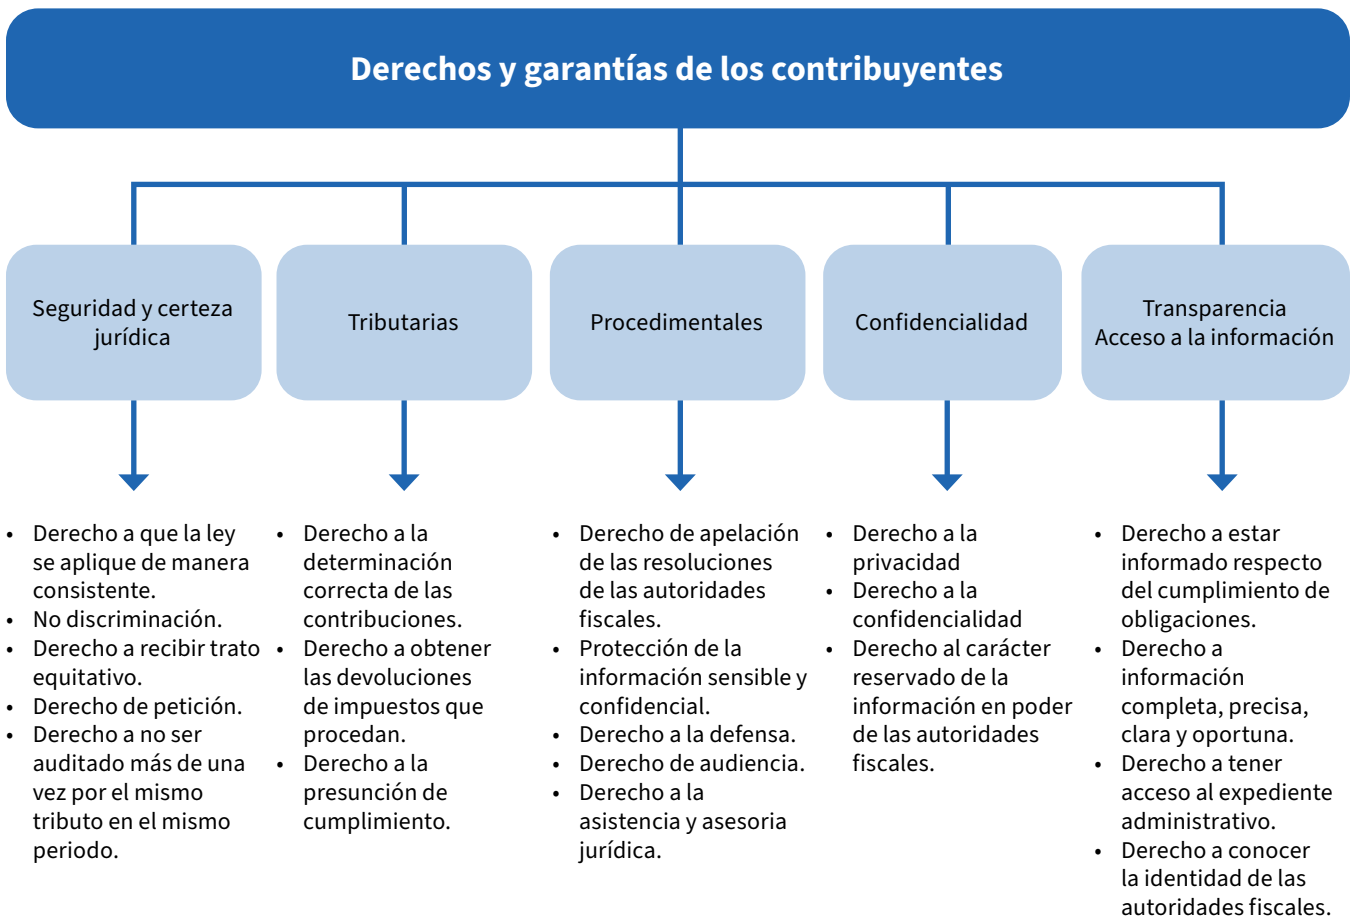 Derechos y garantías de los contribuyentes
Seguridad y certeza
jurídica
Tributarias
Procedimentales
Confidencialidad
Transparencia
Acceso a la información
• Derecho a que la ley
se aplique de manera
consistente.
• No discriminación.
• Derecho a recibir trato
equitativo.
• Derecho de petición.
• Derecho a no ser
auditado más de una
vez por el mismo
tributo en el mismo
periodo.
• Derecho a la
determinación
correcta de las
contribuciones.
• Derecho a obtener
las devoluciones
de impuestos que
procedan.
• Derecho a la
presunción de
cumplimiento.
• Derecho de apelación
de las resoluciones
de las autoridades
fiscales.
• Protección de la
información sensible y
confidencial.
• Derecho a la defensa.
• Derecho de audiencia.
• Derecho a la
asistencia y asesoria
jurídica.
• Derecho a la
privacidad
• Derecho a la
confidencialidad
• Derecho al carácter
reservado de la
información en poder
de las autoridades
fiscales.
• Derecho a estar
informado respecto
del cumplimiento de
obligaciones.
• Derecho a
información
completa, precisa,
clara y oportuna.
• Derecho a tener
acceso al expediente
administrativo.
• Derecho a conocer
la identidad de las
autoridades fiscales.